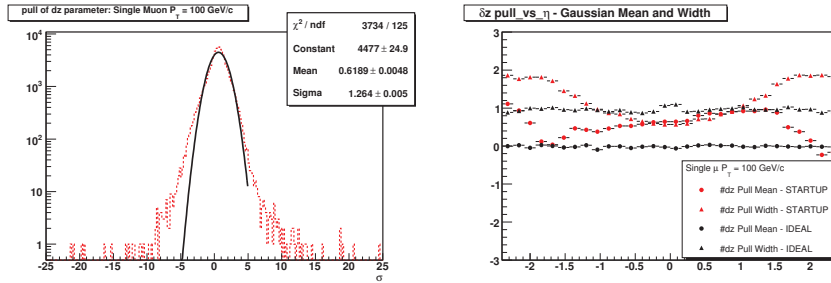 pull of dz parameter: Single Muon P_T = 100 GeV/c
χ² / ndf 3734 / 125
Constant 4477 ± 24.9
Mean 0.6189 ± 0.0048
Sigma 1.264 ± 0.005
10⁴
10³
10²
10
1
-25 -20 -15 -10 -5 0 5 10 15 20 25
σ
δz pull_vs_η - Gaussian Mean and Width
3
2
1
0
-1
-2
-3
-2 -1.5 -1 -0.5 0 0.5 1 1.5 2
Single μ P_T = 100 GeV/c
#dz Pull Mean - STARTUP
#dz Pull Width - STARTUP
#dz Pull Mean - IDEAL
#dz Pull Width - IDEAL